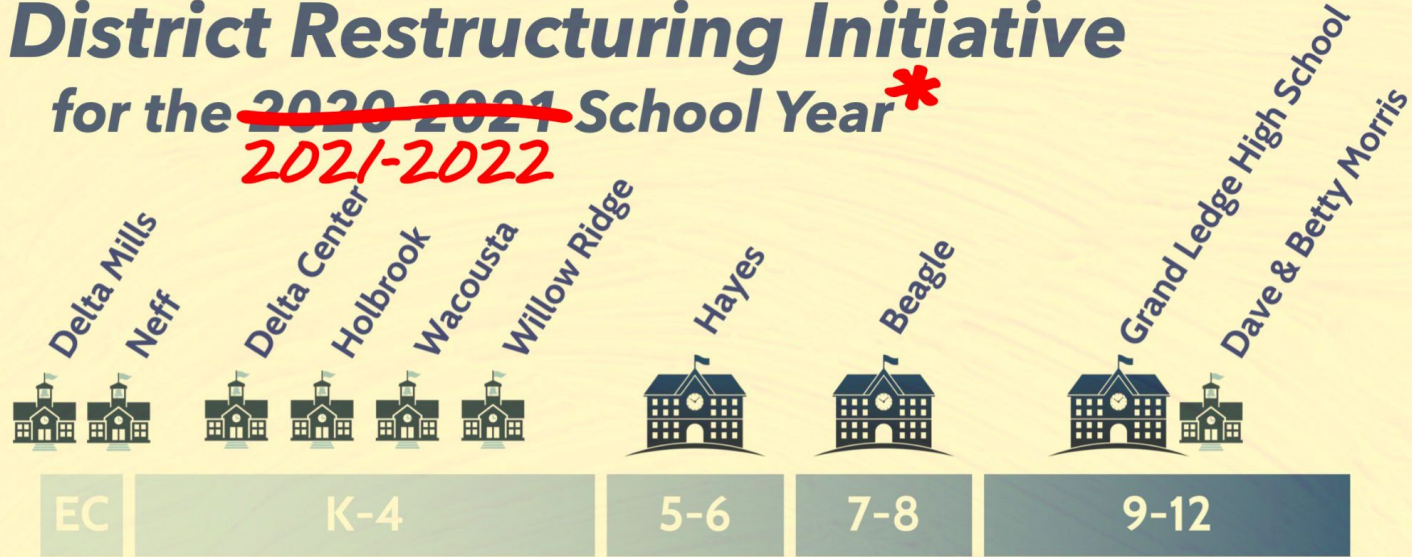 District Restructuring Initiative
for the 2020-2021 School Year*
2021-2022
Delta Mills
Neff
Delta Center
Holbrook
Wacousta
Willow Ridge
Hayes
Beagle
Grand Ledge High School
Dave & Betty Morris
EC
K-4
5-6
7-8
9-12